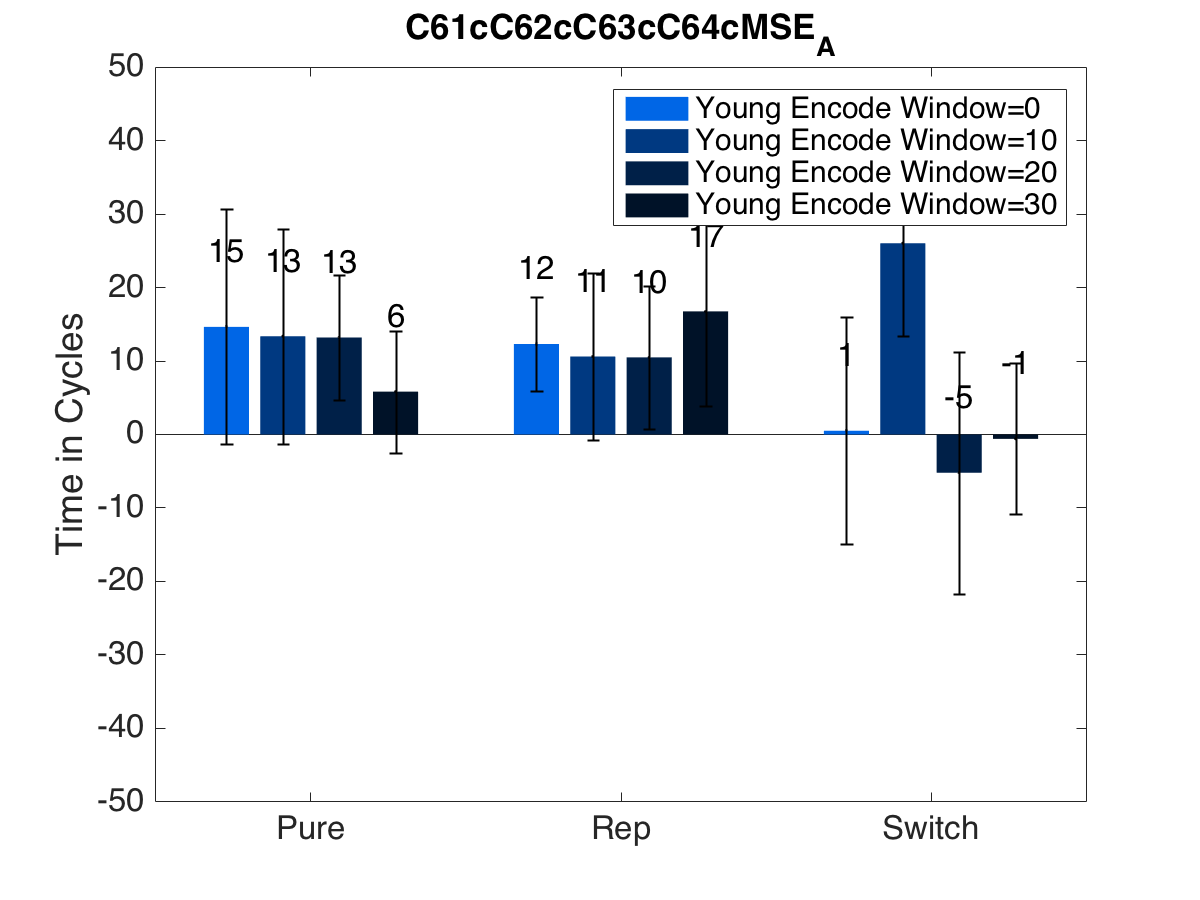 C61cC62cC63cC64cMSE_A
Young Encode Window=0
Young Encode Window=10
Young Encode Window=20
Young Encode Window=30
Time in Cycles
50
40
30
20
10
0
-10
-20
-30
-40
-50
15
13
13
6
12
11
10
17
1
-5
-1
Pure
Rep
Switch